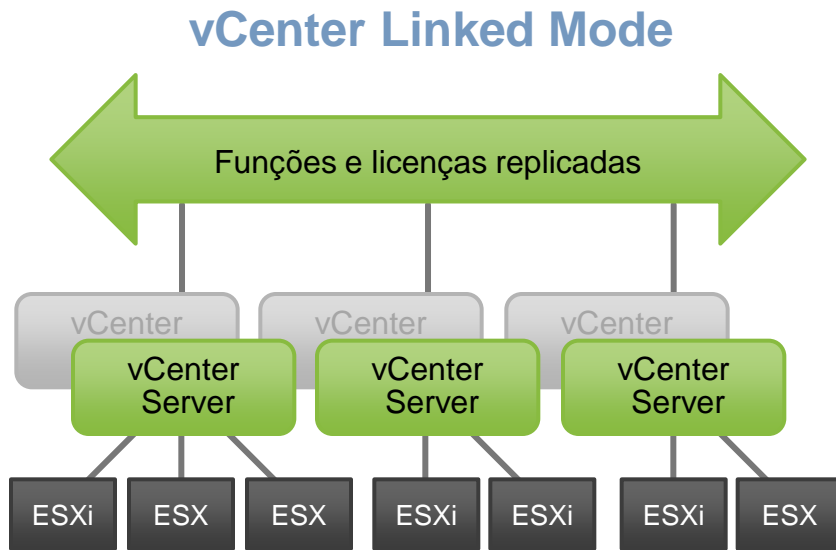 vCenter Linked Mode
Funções e licenças replicadas
vCenter
vCenter
vCenter
vCenter
Server
vCenter
Server
vCenter
Server
ESXi
ESX
ESX
ESXi
ESXi
ESXi
ESX